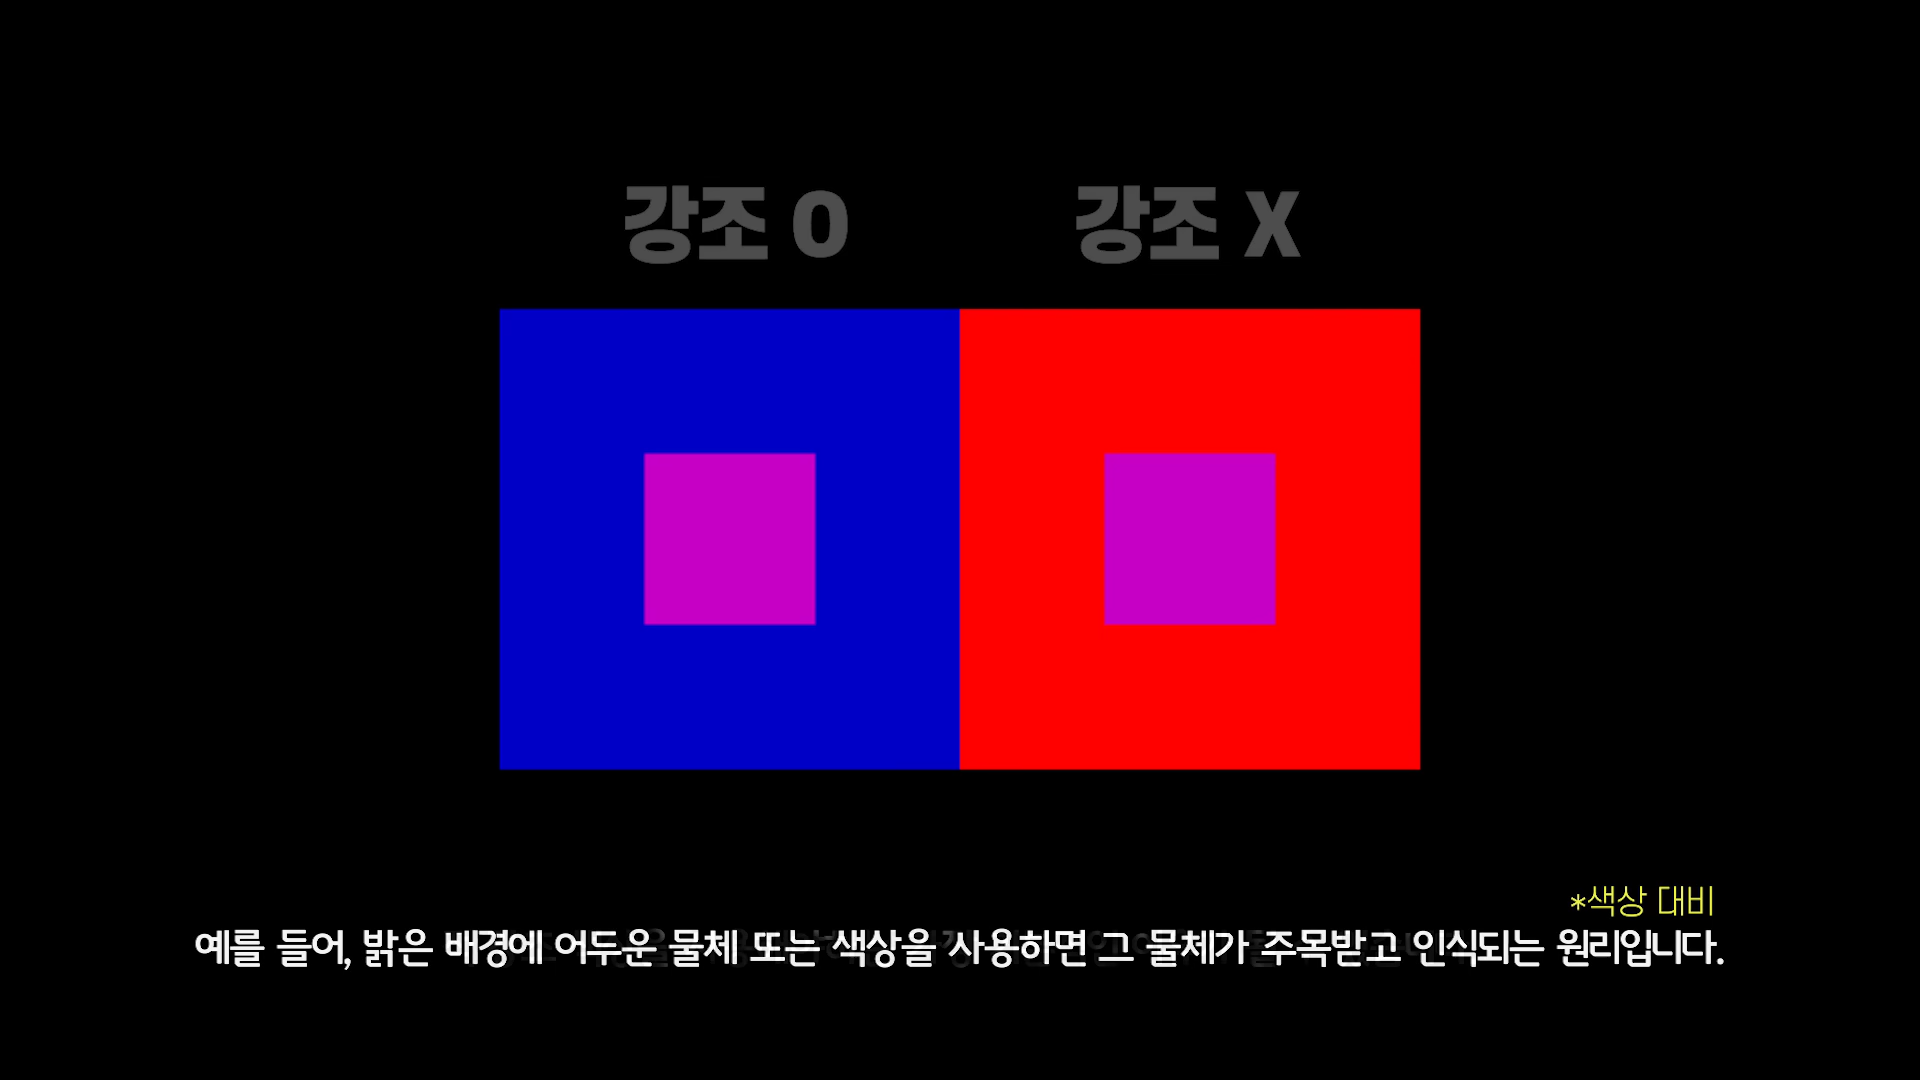 강조 O
강조 X
*색상 대비
예를 들어, 밝은 배경에 어두운 물체 또는 색상을 사용하면 그 물체가 주목받고 인식되는 원리입니다.